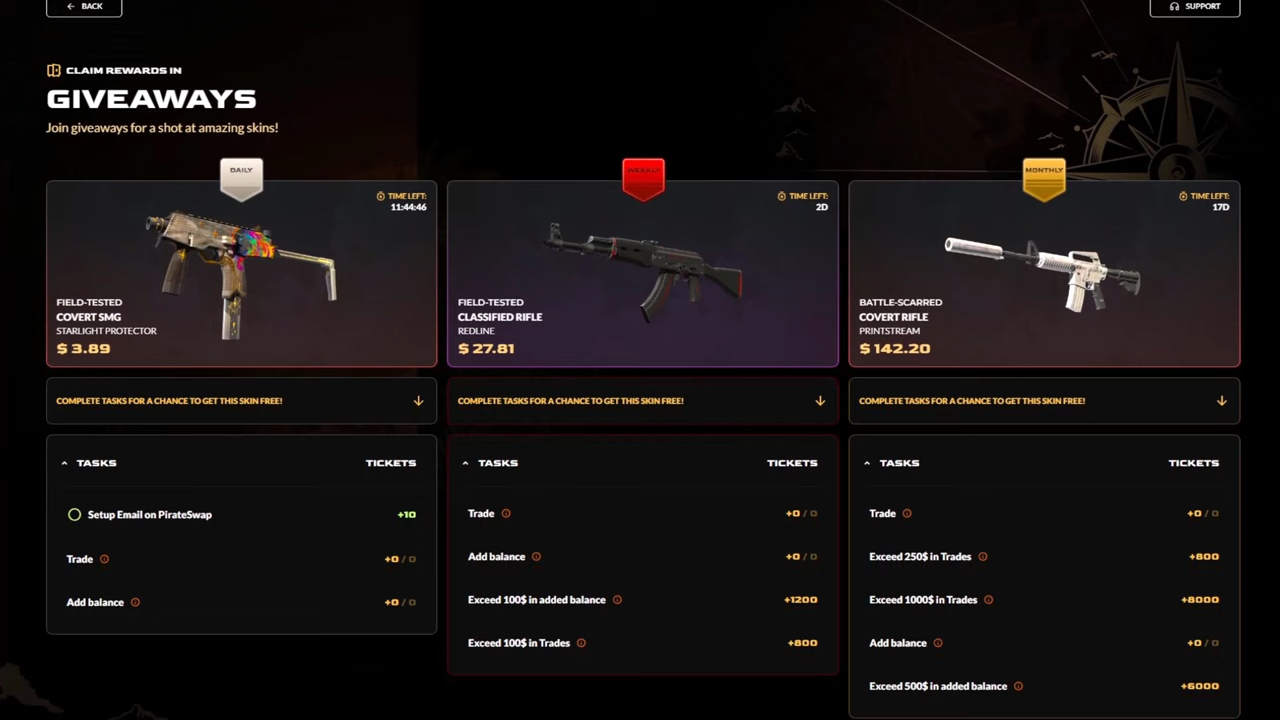 BACK
SUPPORT
CLAIM REWARDS IN
GIVEAWAYS
Join giveaways for a shot at amazing skins!
DAILY
TIME LEFT:
11:44:46
FIELD-TESTED
COVERT SMG
STARLIGHT PROTECTOR
$ 3.89
WEEKLY
TIME LEFT:
2D
FIELD-TESTED
CLASSIFIED RIFLE
REDLINE
$ 27.81
MONTHLY
TIME LEFT:
17D
BATTLE-SCARRED
COVERT RIFLE
PRINTSTREAM
$ 142.20
COMPLETE TASKS FOR A CHANCE TO GET THIS SKIN FREE!
COMPLETE TASKS FOR A CHANCE TO GET THIS SKIN FREE!
COMPLETE TASKS FOR A CHANCE TO GET THIS SKIN FREE!
TASKS TICKETS
Setup Email on PirateSwap +10
Trade +0 / 0
Add balance +0 / 0
TASKS TICKETS
Trade +0 / 0
Add balance +0 / 0
Exceed 100$ in added balance +1200
Exceed 100$ in Trades +800
TASKS TICKETS
Trade +0 / 0
Exceed 250$ in Trades +800
Exceed 1000$ in Trades +8000
Add balance +0 / 0
Exceed 500$ in added balance +6000